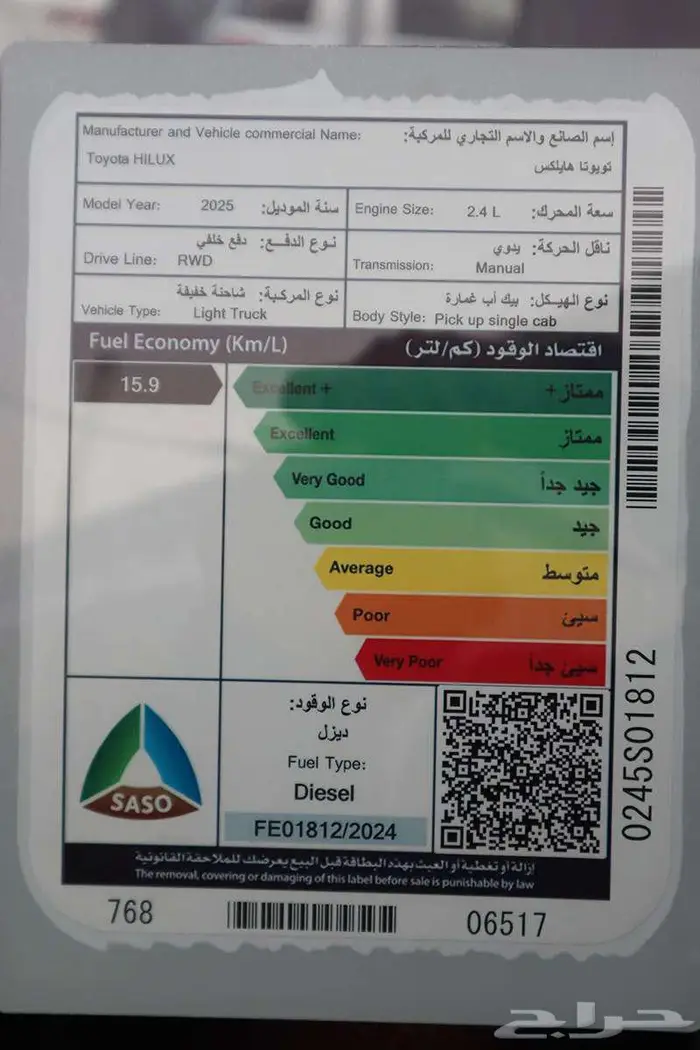 Manufacturer and Vehicle commercial Name: إسم الصانع والاسم التجاري للمركبة:
Toyota HILUX تويوتا هايلكس
Model Year: 2025 سنة الموديل:
Engine Size: 2.4 L سعة المحرك:
نوع الدفع: دفع خلفي
Drive Line: RWD
ناقل الحركة: يدوي
Transmission: Manual
نوع المركبة: شاحنة خفيفة
Vehicle Type: Light Truck
نوع الهيكل: بيك أب غمارة
Body Style: Pick up single cab
Fuel Economy (Km/L) اقتصاد الوقود (كم/لتر)
15.9
Excellent + ممتاز +
Excellent ممتاز
Very Good جيد جداً
Good جيد
Average متوسط
Poor سيئ
Very Poor سيئ جداً
نوع الوقود:
ديزل
Fuel Type:
Diesel
FE01812/2024
SASO
إزالة أو تغطية أو العبث بهذه البطاقة قبل البيع يعرضك للملاحقة القانونية
The removal, covering or damaging of this label before sale is punishable by law
768 06517
0245S01812
حراج